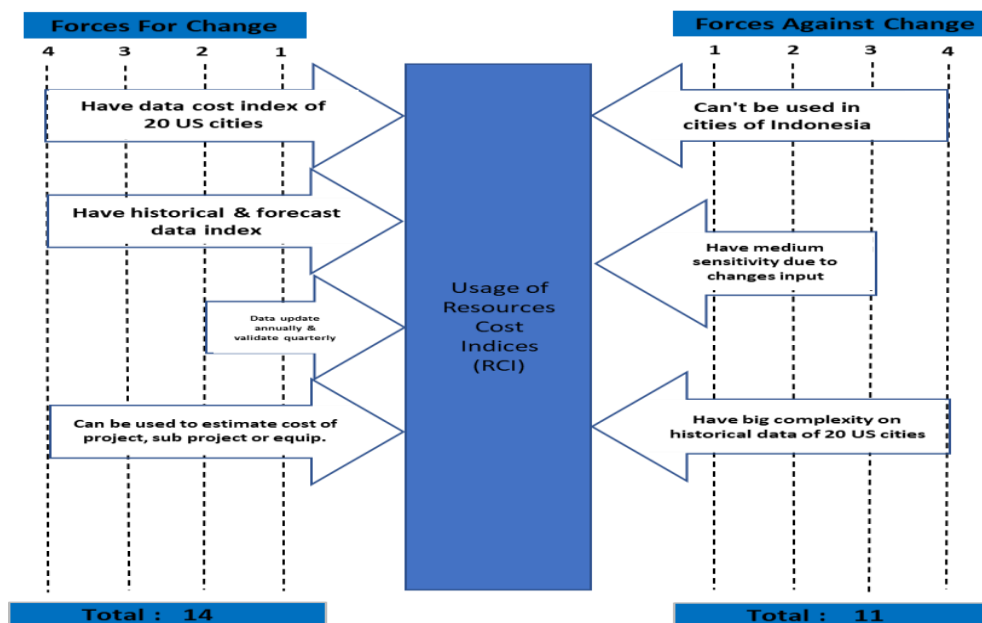 Forces For Change
Forces Against Change
4 3 2 1
1 2 3 4
Have data cost index of
20 US cities
Can't be used in
cities of Indonesia
Have historical & forecast
data index
Have medium
sensitivity due to
changes input
Data update
annually &
validate quarterly
Usage of
Resources
Cost
Indices
(RCI)
Can be used to estimate cost of
project, sub project or equip.
Have big complexity on
historical data of 20 US cities
Total : 14
Total : 11